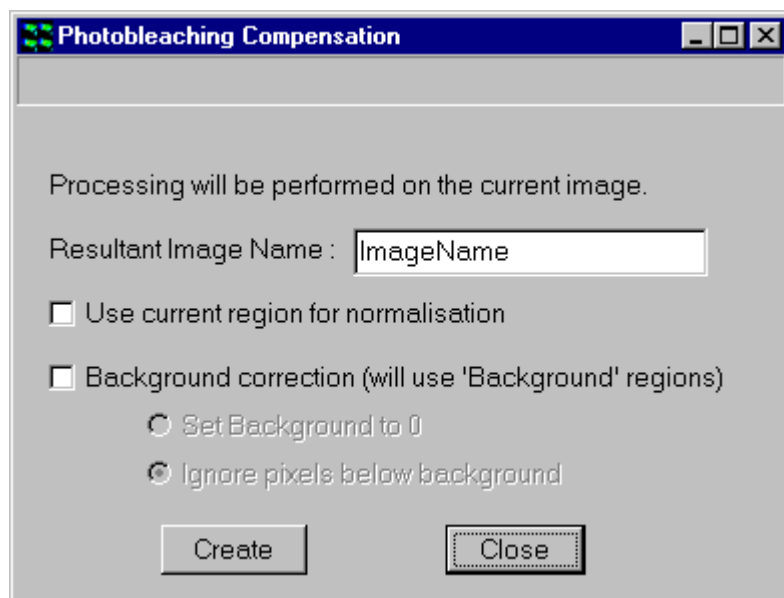 Photobleaching Compensation
Processing will be performed on the current image.
Resultant Image Name : ImageName
Use current region for normalisation
Background correction (will use 'Background' regions)
Set Background to 0
Ignore pixels below background
Create Close